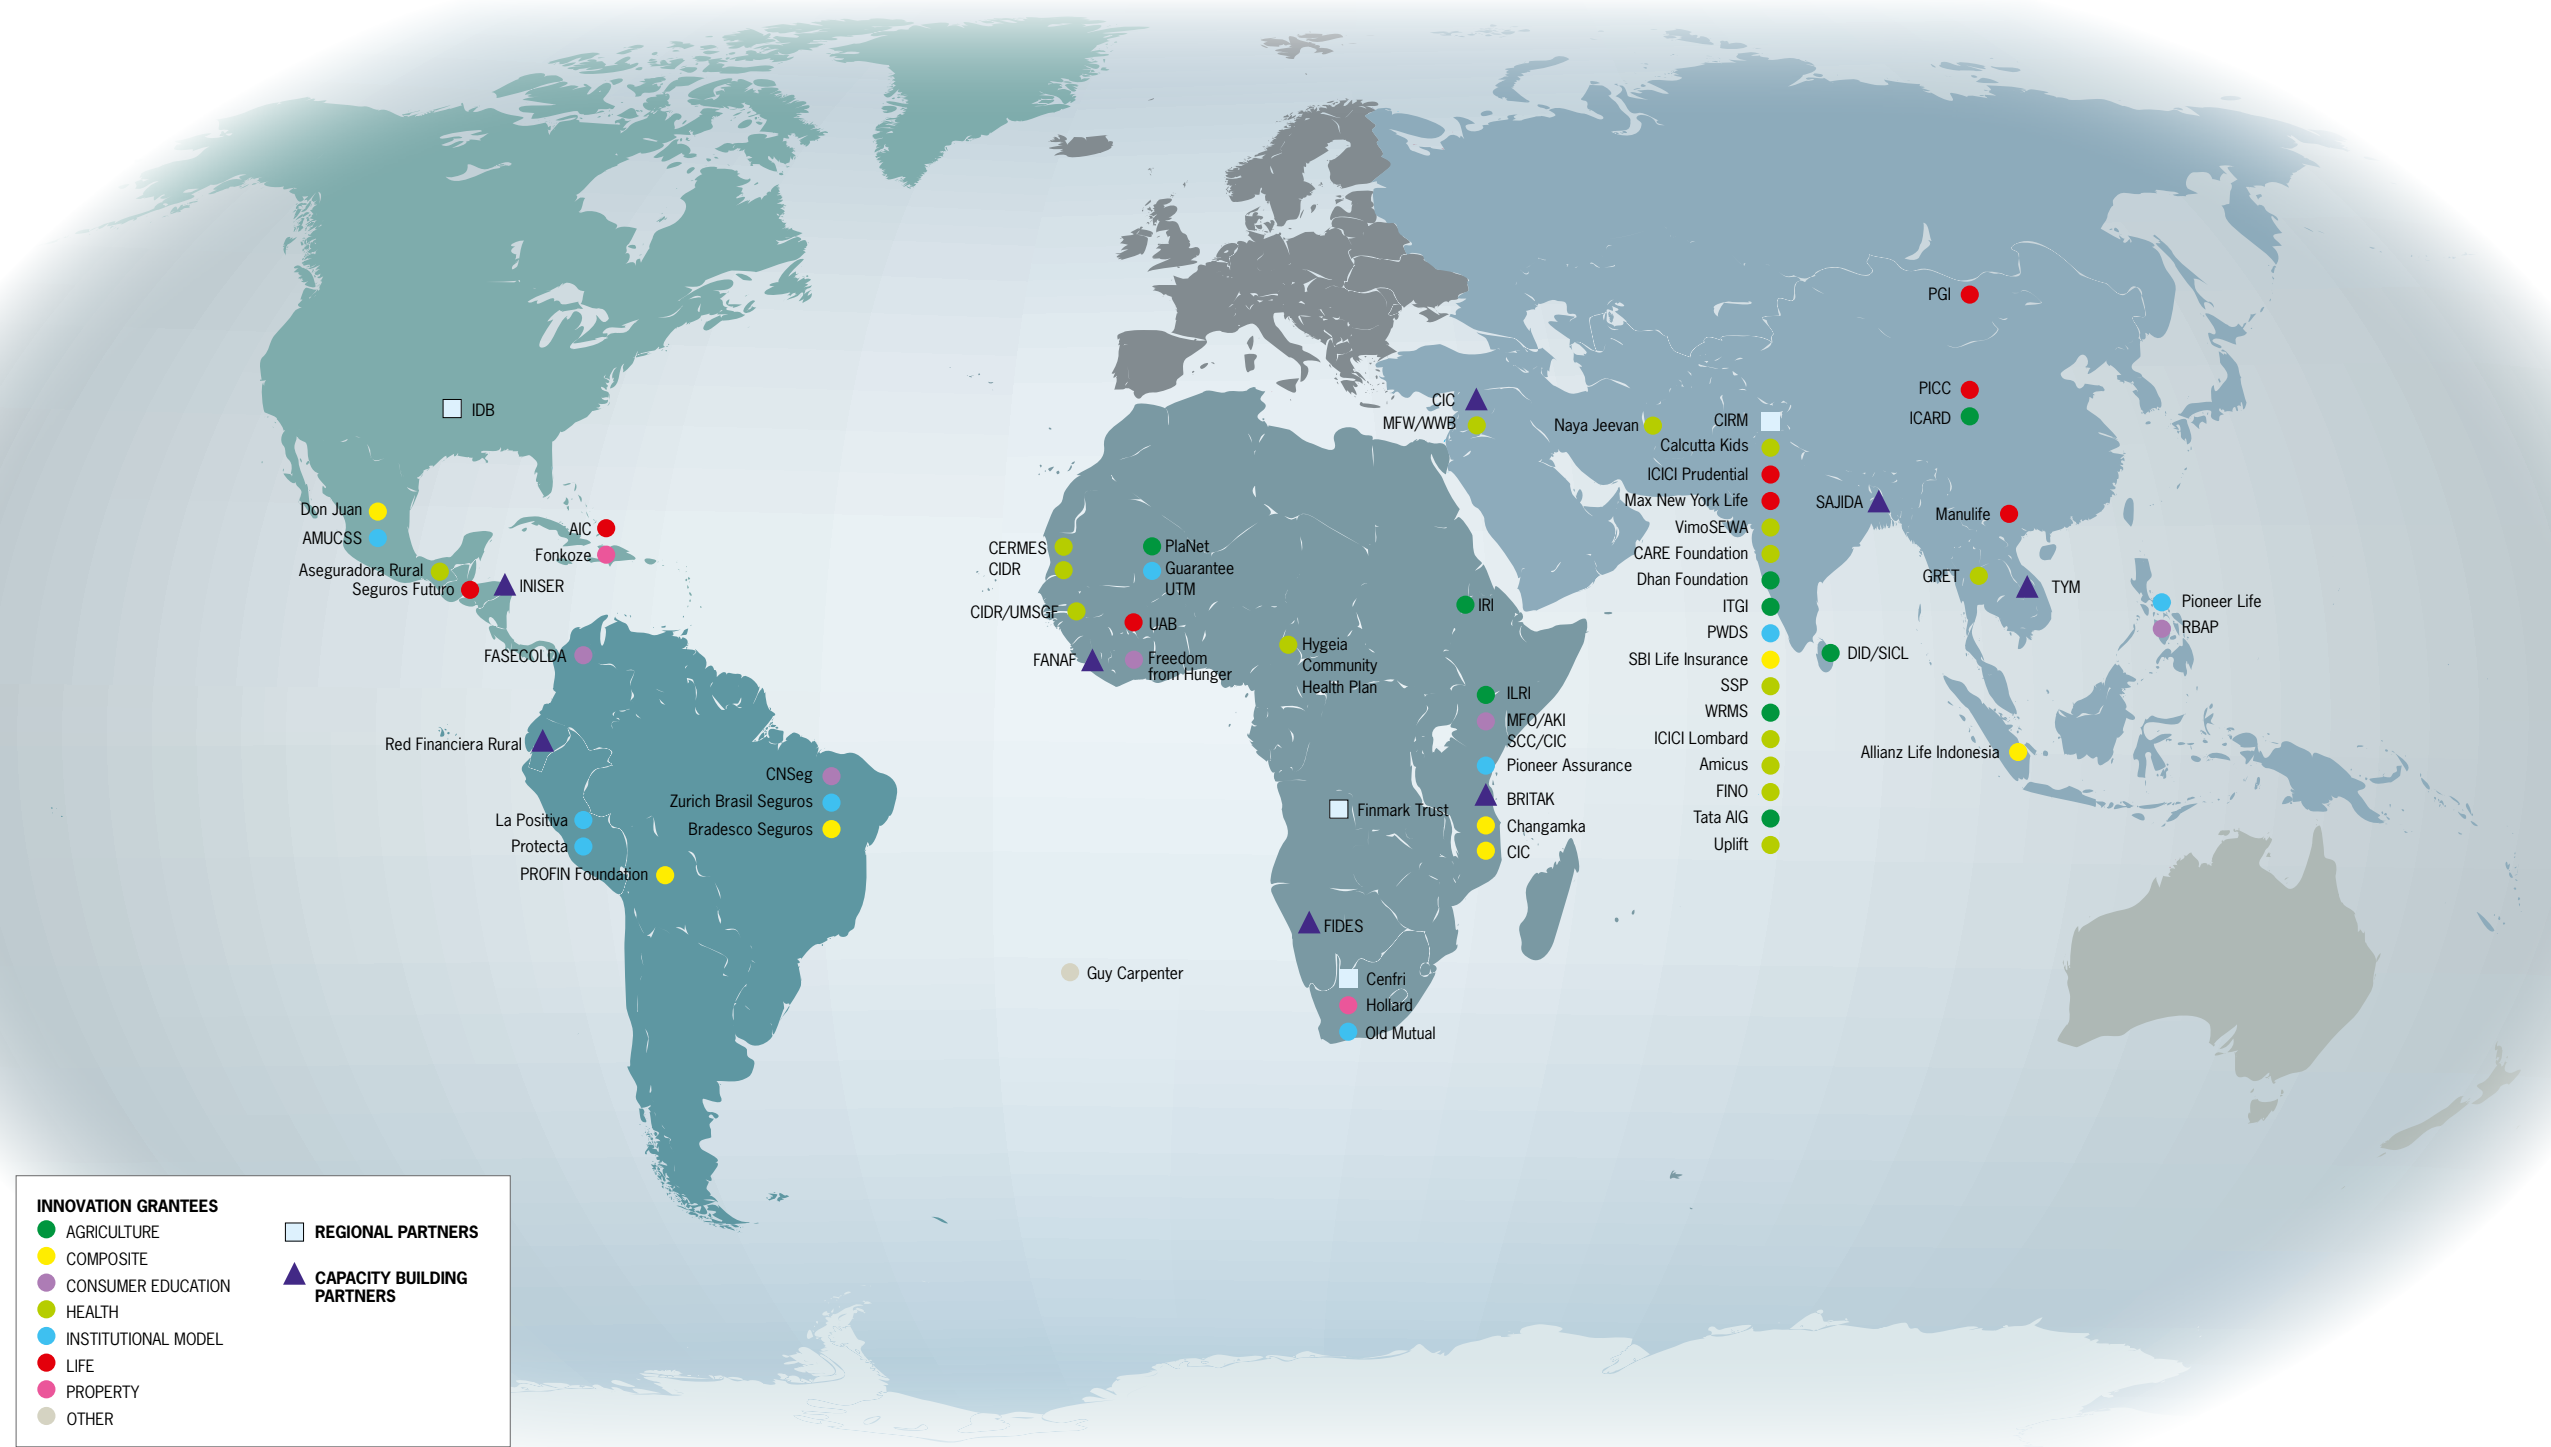 PGI
PICC
ICARD
IDB
CIC
MFW/WWB
Naya Jeevan
CIRM
Calcutta Kids
ICICI Prudential
Max New York Life
VimoSEWA
CARE Foundation
Dhan Foundation
ITGI
PWDS
SBI Life Insurance
SSP
WRMS
ICICI Lombard
Amicus
FINO
Tata AIG
Uplift
SAJIDA
Manulife
GRET
TYM
Pioneer Life
RBAP
DID/SICL
Allianz Life Indonesia
Don Juan
AMUCSS
Aseguradora Rural
Seguros Futuro
INISER
AIC
Fonkoze
FASECOLDA
Red Financiera Rural
CNSeg
Zurich Brasil Seguros
Bradesco Seguros
La Positiva
Protecta
PROFIN Foundation
CERMES
CIDR
CIDR/UMSGF
PlaNet
Guarantee
UTM
UAB
FANAF
Freedom
from Hunger
Hygeia
Community
Health Plan
IRI
ILRI
MFO/AKI
SCC/CIC
Pioneer Assurance
BRITAK
Changamka
CIC
Finmark Trust
FIDES
Cenfri
Hollard
Old Mutual
Guy Carpenter
INNOVATION GRANTEES
AGRICULTURE
COMPOSITE
CONSUMER EDUCATION
HEALTH
INSTITUTIONAL MODEL
LIFE
PROPERTY
OTHER
REGIONAL PARTNERS
CAPACITY BUILDING
PARTNERS